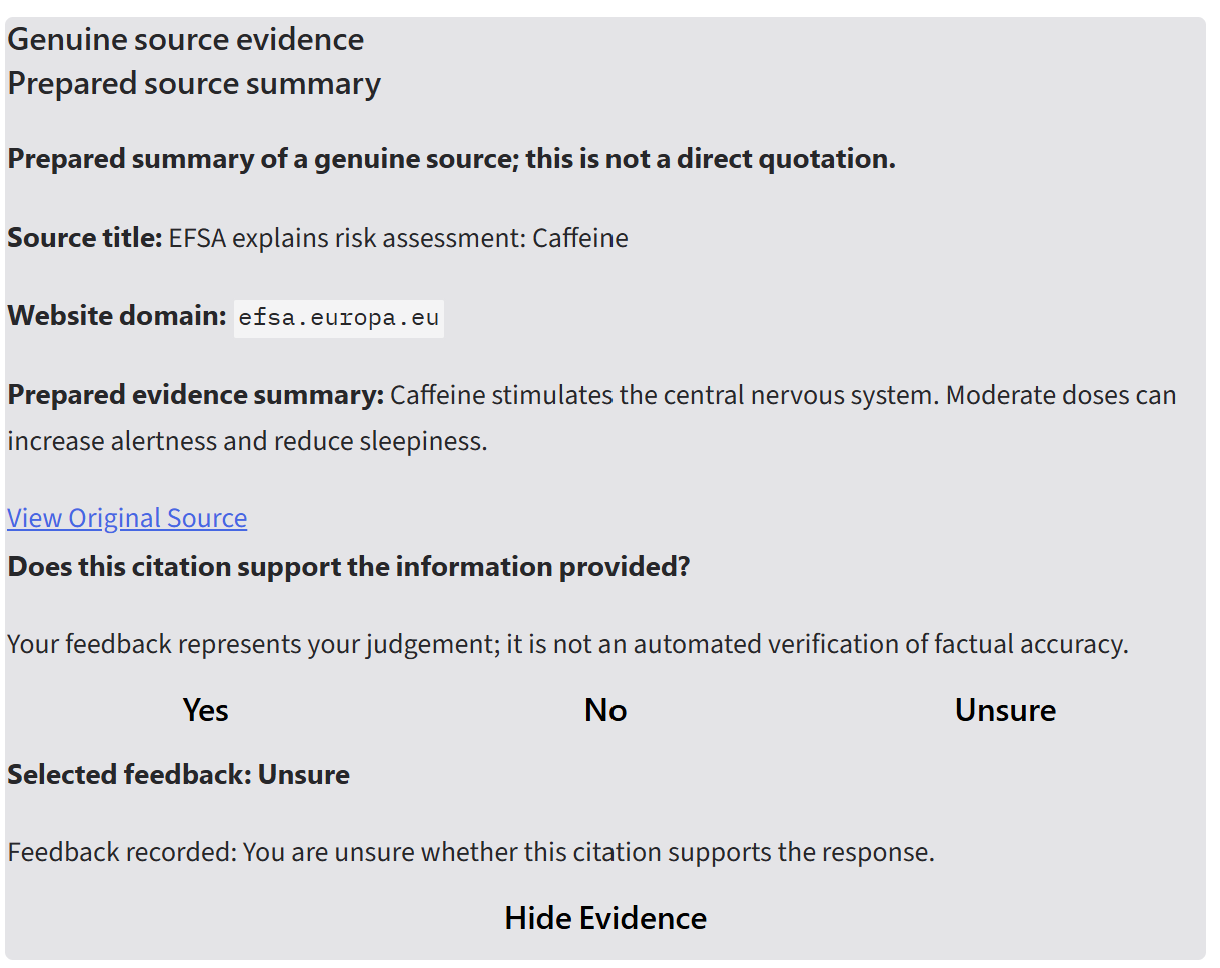 Genuine source evidence
Prepared source summary
Prepared summary of a genuine source; this is not a direct quotation.
Source title: EFSA explains risk assessment: Caffeine
Website domain: efsa.europa.eu
Prepared evidence summary: Caffeine stimulates the central nervous system. Moderate doses can
increase alertness and reduce sleepiness.
View Original Source
Does this citation support the information provided?
Your feedback represents your judgement; it is not an automated verification of factual accuracy.
Yes No Unsure
Selected feedback: Unsure
Feedback recorded: You are unsure whether this citation supports the response.
Hide Evidence